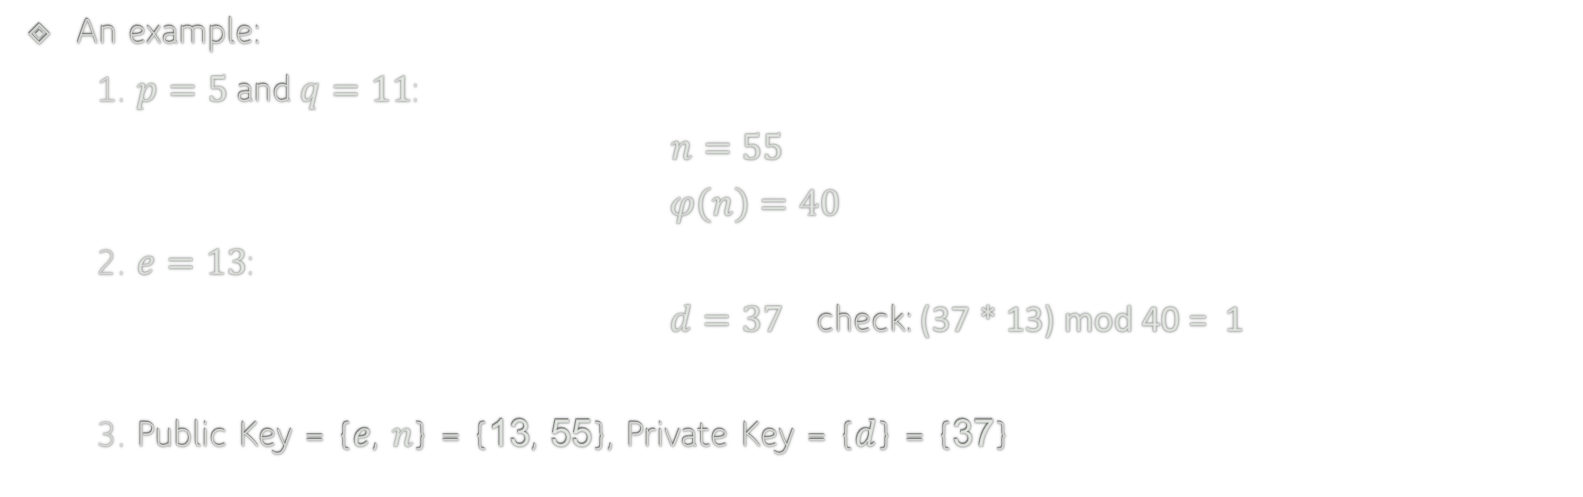 ❖ An example:
1. p = 5 and q = 11:
n = 55
φ(n) = 40
2. e = 13:
d = 37 check: (37 * 13) mod 40 = 1
3. Public Key = {e, n} = {13, 55}, Private Key = {d} = {37}